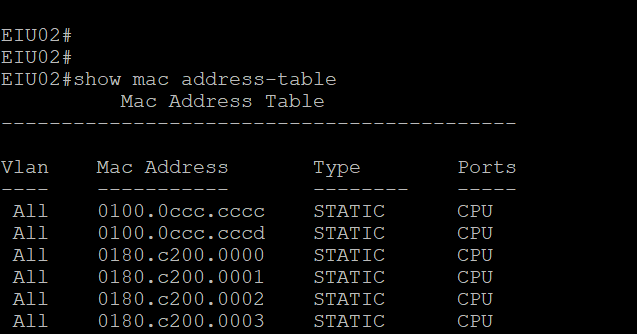 EIU02#
EIU02#
EIU02#show mac address-table
          Mac Address Table
-------------------------------------------
Vlan    Mac Address       Type        Ports
----    -----------       --------    -----
 All    0100.0ccc.cccc    STATIC      CPU
 All    0100.0ccc.cccd    STATIC      CPU
 All    0180.c200.0000    STATIC      CPU
 All    0180.c200.0001    STATIC      CPU
 All    0180.c200.0002    STATIC      CPU
 All    0180.c200.0003    STATIC      CPU